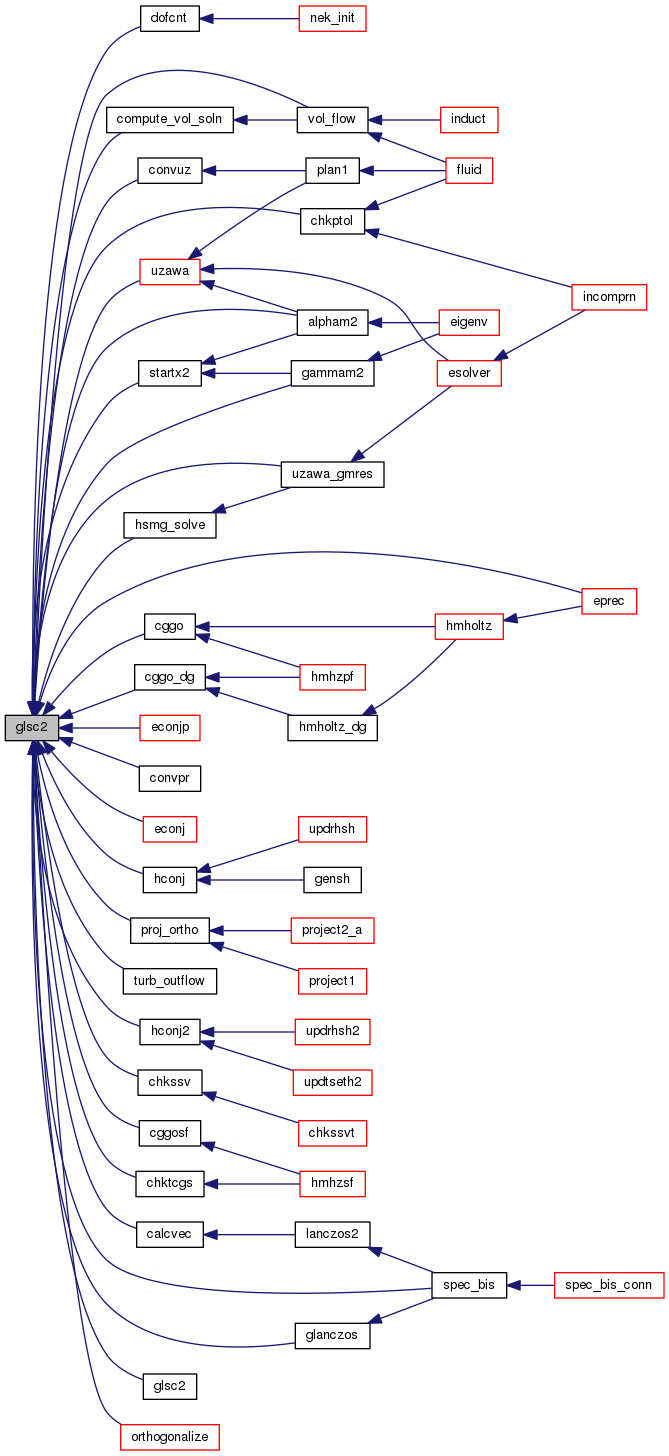 dofcnt
nek_init
compute_vol_soln
vol_flow
induct
convuz
plan1
fluid
chkptol
uzawa
incomprn
alpham2
eigenv
startx2
gammam2
esolver
uzawa_gmres
hsmg_solve
eprec
cggo
hmholtz
cggo_dg
hmhzpf
glsc2
econjp
hmholtz_dg
convpr
econj
updrhsh
hconj
gensh
proj_ortho
project2_a
turb_outflow
project1
hconj2
updrhsh2
chkssv
updtseth2
cggosf
chkssvt
chktcgs
hmhzsf
calcvec
lanczos2
spec_bis
spec_bis_conn
glanczos
glsc2
orthogonalize